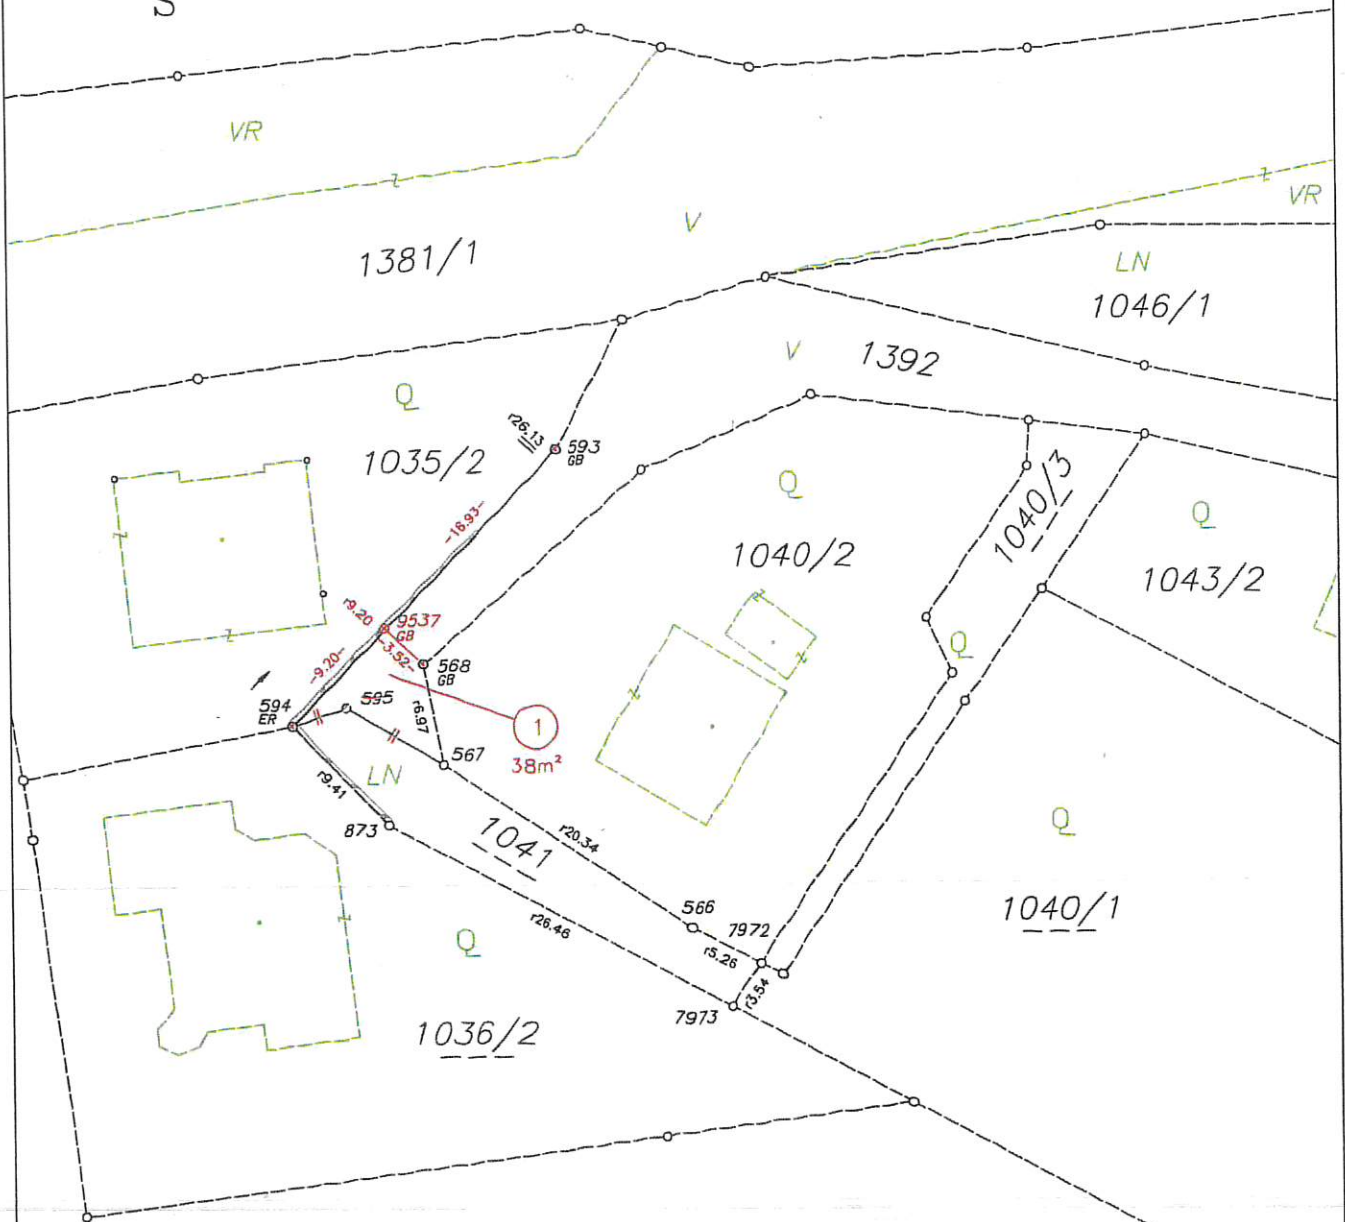 S
VR
V
VR
1381/1
LN
1046/1
V
1392
Q
r26.13
593
GB
1035/2
Q
1040/3
Q
-16.93-
1040/2
1043/2
r9.20
9537
GB
-3.52-
-9.20-
568
GB
Q
594
ER
595
r6.97
1
567
38m²
LN
r9.41
873
r20.34
1041
Q
566
7972
1040/1
r26.46
r5.26
Q
r3.54
7973
1036/2